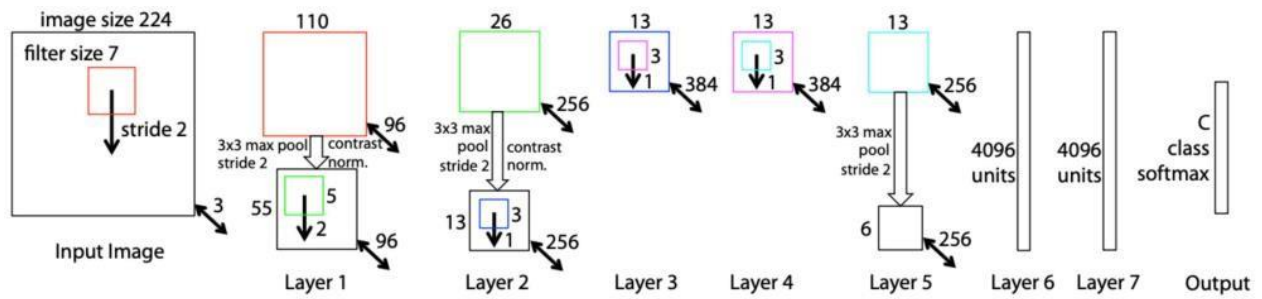 image size 224
filter size 7
stride 2
3
Input Image
110
96
3x3 max pool
stride 2
contrast
norm.
55
5
2
96
Layer 1
26
256
3x3 max
pool
stride 2
contrast
norm.
13
3
1
256
Layer 2
13
3
1
384
Layer 3
13
3
1
384
Layer 4
13
256
3x3 max
pool
stride 2
6
256
Layer 5
4096
units
Layer 6
4096
units
Layer 7
C
class
softmax
Output